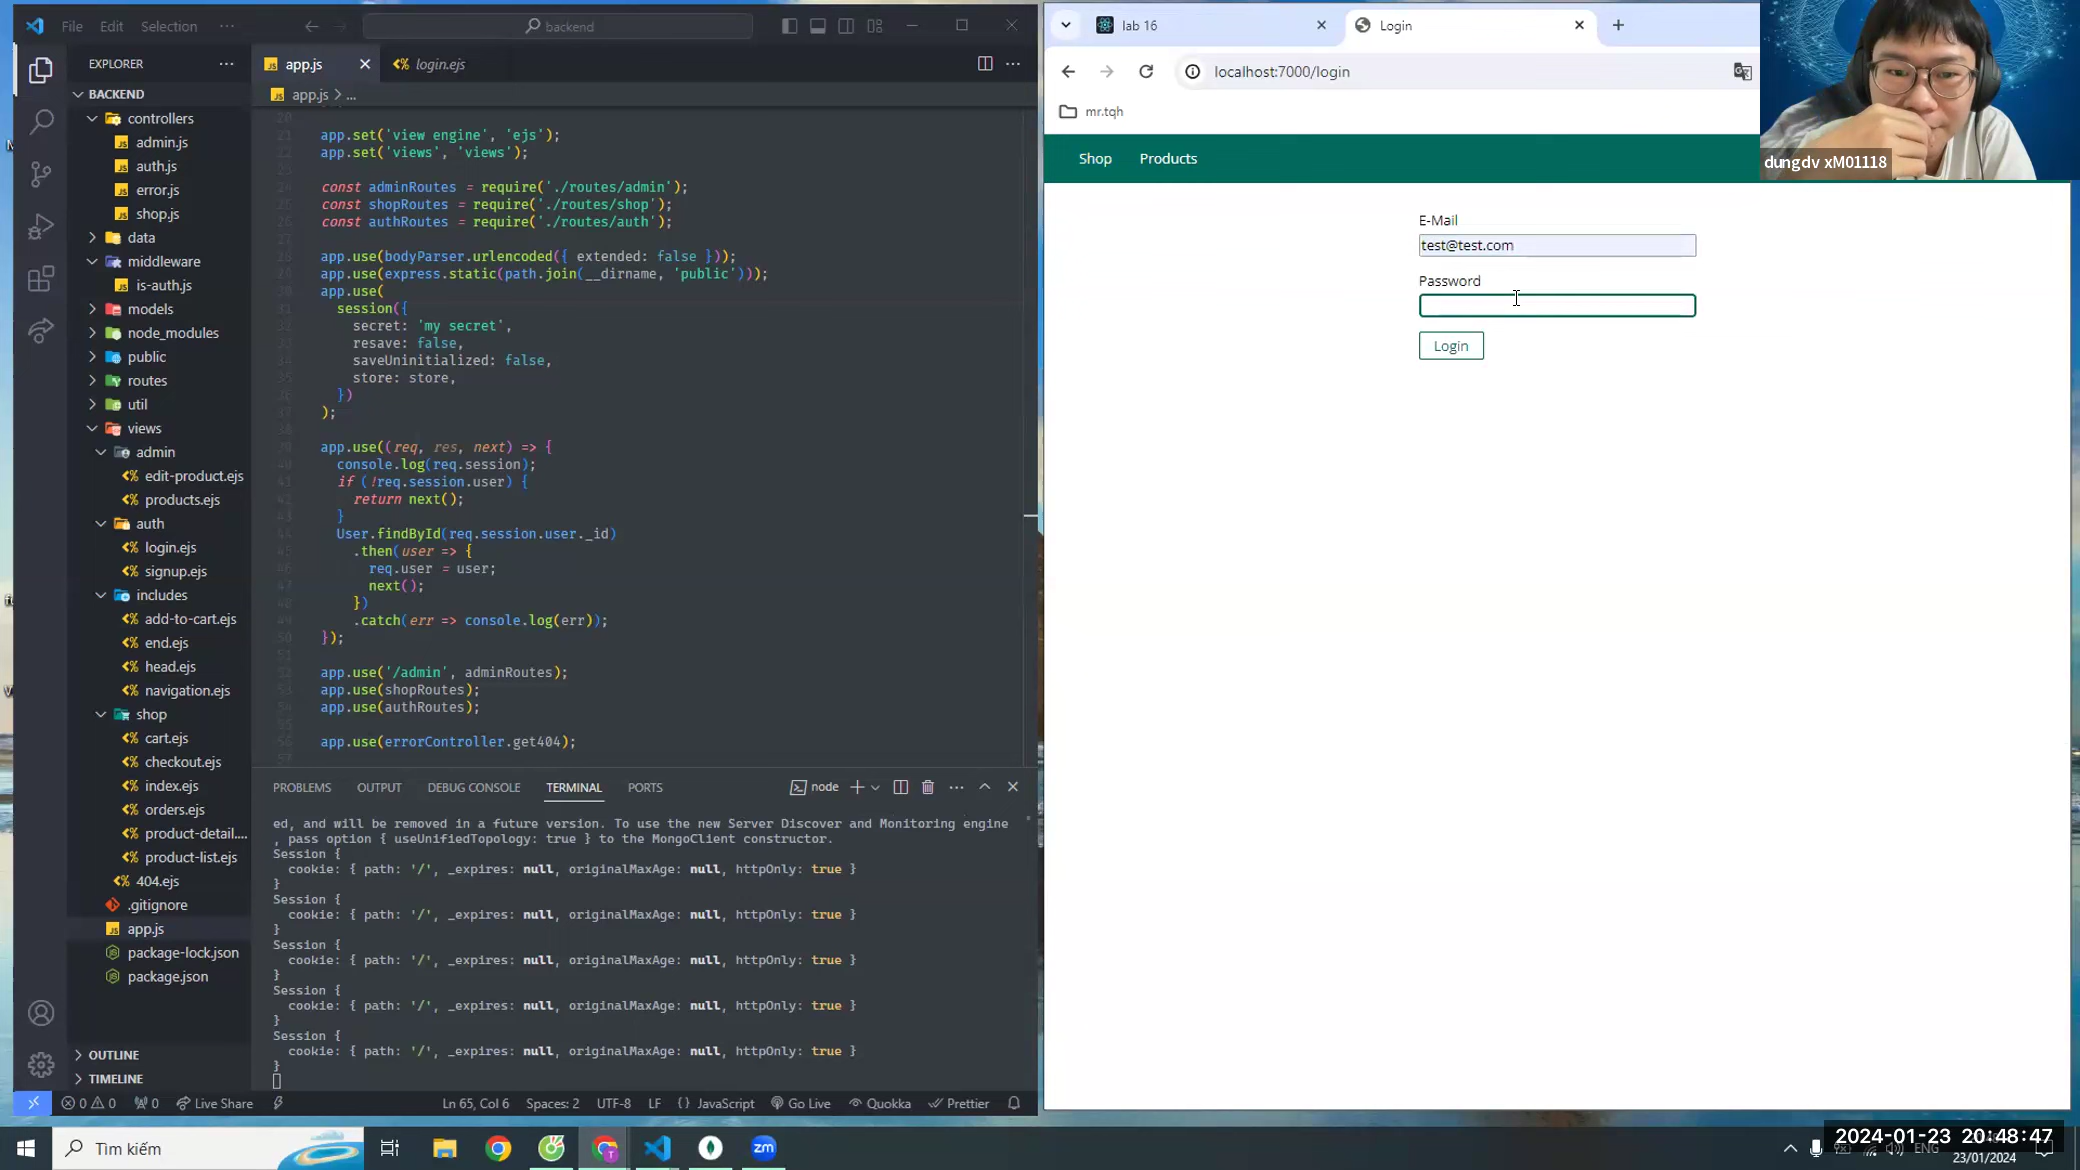 File Edit Selection ··· backend
EXPLORER ···
BACKEND
controllers
admin.js
auth.js
error.js
shop.js
data
middleware
is-auth.js
models
node_modules
public
routes
util
views
admin
edit-product.ejs
products.ejs
auth
login.ejs
signup.ejs
includes
add-to-cart.ejs
end.ejs
head.ejs
navigation.ejs
shop
cart.ejs
checkout.ejs
index.ejs
orders.ejs
product-detail....
product-list.ejs
404.ejs
.gitignore
app.js
package-lock.json
package.json
OUTLINE
TIMELINE
app.js login.ejs
app.js > ...
app.set('view engine', 'ejs');
app.set('views', 'views');
const adminRoutes = require('./routes/admin');
const shopRoutes = require('./routes/shop');
const authRoutes = require('./routes/auth');
app.use(bodyParser.urlencoded({ extended: false }));
app.use(express.static(path.join(__dirname, 'public')));
app.use(
session({
secret: 'my secret',
resave: false,
saveUninitialized: false,
store: store,
})
);
app.use((req, res, next) => {
console.log(req.session);
if (!req.session.user) {
return next();
}
User.findById(req.session.user._id)
.then(user => {
req.user = user;
next();
})
.catch(err => console.log(err));
});
app.use('/admin', adminRoutes);
app.use(shopRoutes);
app.use(authRoutes);
app.use(errorController.get404);
PROBLEMS OUTPUT DEBUG CONSOLE TERMINAL PORTS node
ed, and will be removed in a future version. To use the new Server Discover and Monitoring engine
, pass option { useUnifiedTopology: true } to the MongoClient constructor.
Session {
cookie: { path: '/', _expires: null, originalMaxAge: null, httpOnly: true }
}
Session {
cookie: { path: '/', _expires: null, originalMaxAge: null, httpOnly: true }
}
Session {
cookie: { path: '/', _expires: null, originalMaxAge: null, httpOnly: true }
}
Session {
cookie: { path: '/', _expires: null, originalMaxAge: null, httpOnly: true }
}
Session {
cookie: { path: '/', _expires: null, originalMaxAge: null, httpOnly: true }
}
0 0 0 Live Share Ln 65, Col 6 Spaces: 2 UTF-8 LF {} JavaScript Go Live Quokka Prettier
lab 16 Login
localhost:7000/login
mr.tqh
Shop Products
E-Mail
test@test.com
Password
Login
dungdv xM01118
Tìm kiếm
zm
ENG
2024-01-23 20:48:47
23/01/2024